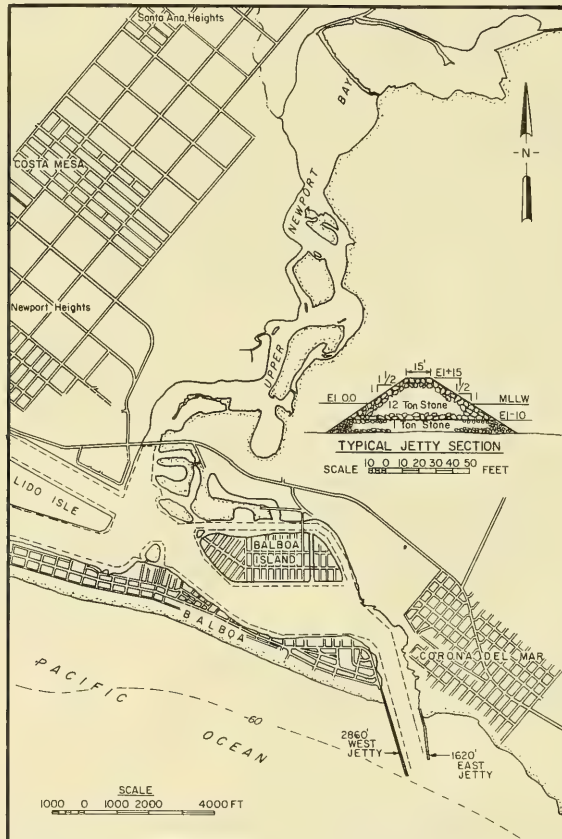 Santa Ana, Heights
BAY
-N-
COSTA MESA
NEWPORT
Newport Heights
UPPER
15'
El+15
1 1/2
1
1 1/2
1
El 0.0
MLLW
12 Ton Stone
El-10
1 Ton Stone
TYPICAL JETTY SECTION
SCALE 10 0 10 20 30 40 50 FEET
LIDO ISLE
BALBOA
ISLAND
BALBOA
CORONA DEL MAR
PACIFIC
OCEAN
-60
2860'
WEST
JETTY
1620'
EAST
JETTY
SCALE
1000 0 1000 2000 4000 FT